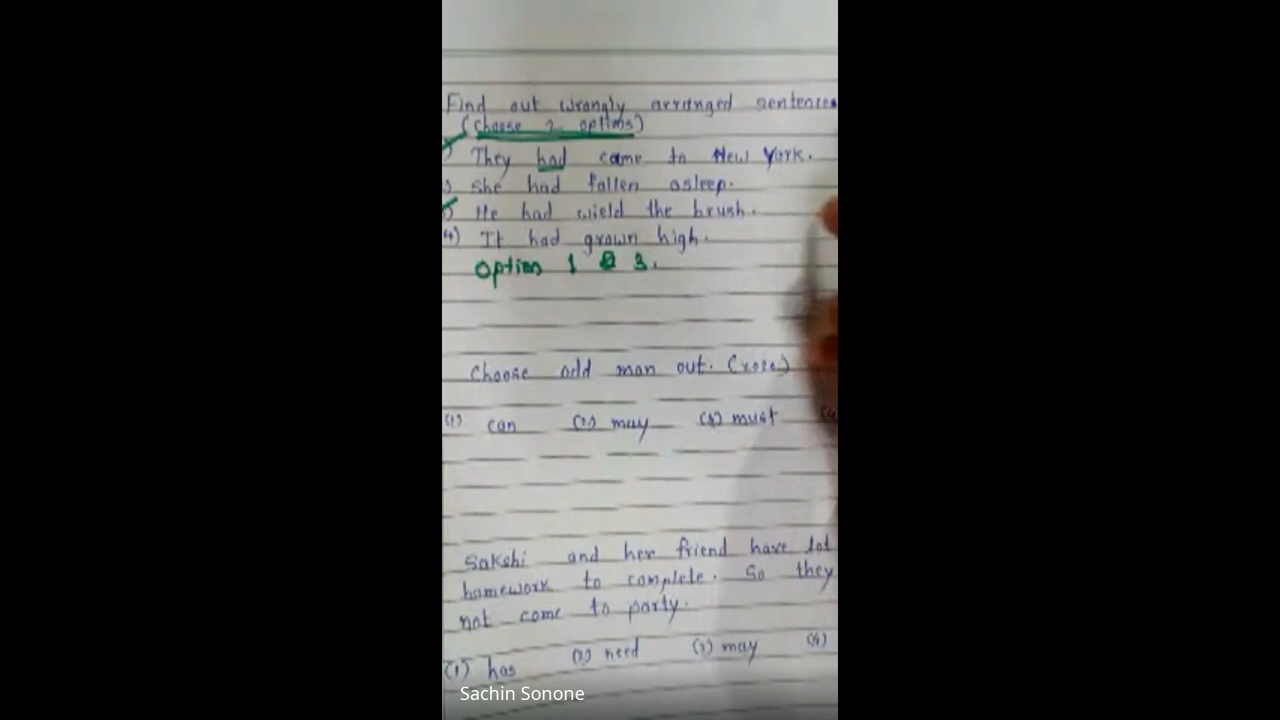 Find out wrongly arranged sentences
(Choose 2 options)
) They had came to New York.
) She had fallen asleep.
) He had wield the brush.
(4) It had grown high.
Option 1 & 3.
Choose odd man out.
(1) can (2) may (3) must (4
Sakshi and her friend have lot
homework to complete. So they
not come to party.
(1) has (2) need (3) may (4)
Sachin Sonone